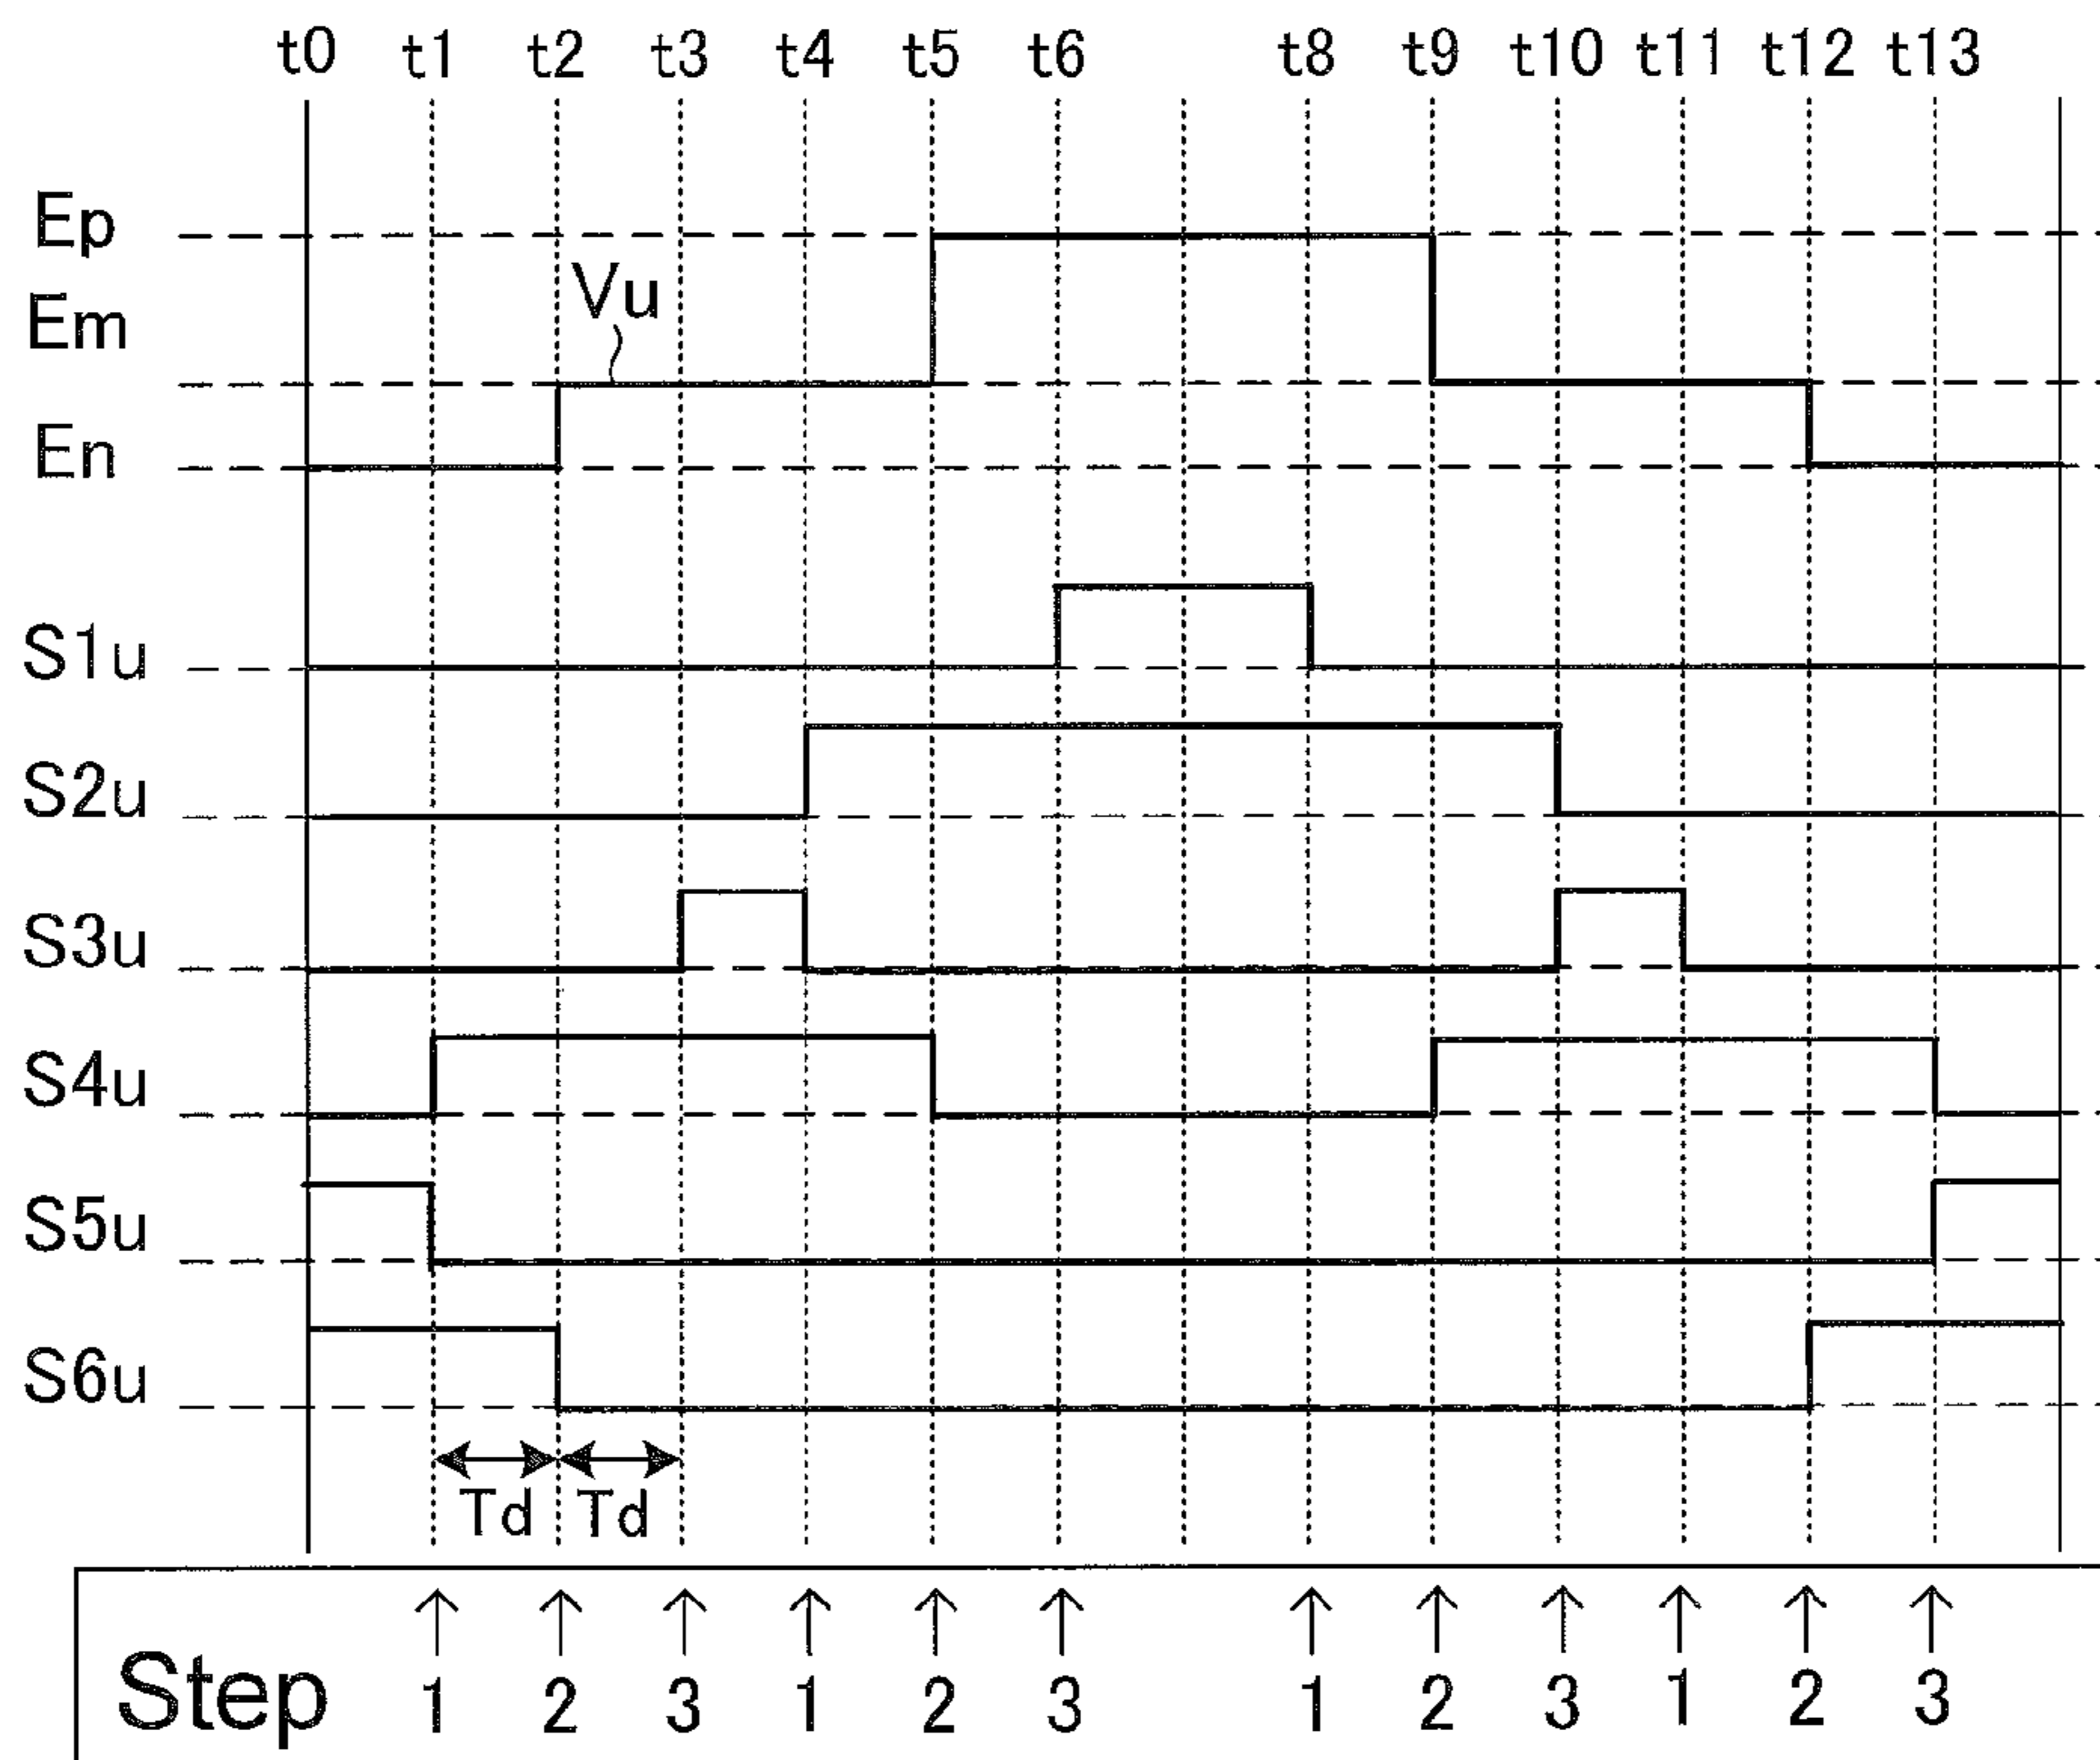 t0 t1 t2 t3 t4 t5 t6 t8 t9 t10 t11 t12 t13
Ep
Vu
Em
En
S1u
S2u
S3u
S4u
S5u
S6u
Td Td
Step 1 2 3 1 2 3 1 2 3 1 2 3